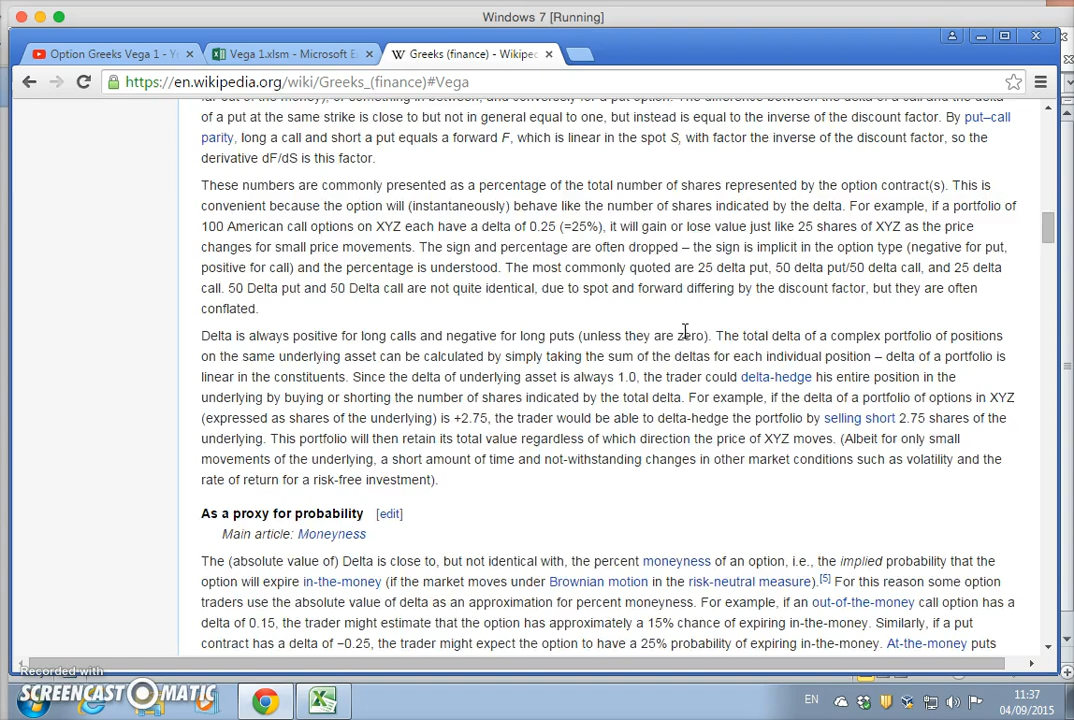 Windows 7 [Running]
Option Greeks Vega 1 - Y
Vega 1.xlsm - Microsoft E
Greeks (finance) - Wikiped
https://en.wikipedia.org/wiki/Greeks_(finance)#Vega
of a put at the same strike is close to but not in general equal to one, but instead is equal to the inverse of the discount factor. By put–call
parity, long a call and short a put equals a forward F, which is linear in the spot S, with factor the inverse of the discount factor, so the
derivative dF/dS is this factor.
These numbers are commonly presented as a percentage of the total number of shares represented by the option contract(s). This is
convenient because the option will (instantaneously) behave like the number of shares indicated by the delta. For example, if a portfolio of
100 American call options on XYZ each have a delta of 0.25 (=25%), it will gain or lose value just like 25 shares of XYZ as the price
changes for small price movements. The sign and percentage are often dropped – the sign is implicit in the option type (negative for put,
positive for call) and the percentage is understood. The most commonly quoted are 25 delta put, 50 delta put/50 delta call, and 25 delta
call. 50 Delta put and 50 Delta call are not quite identical, due to spot and forward differing by the discount factor, but they are often
conflated.
Delta is always positive for long calls and negative for long puts (unless they are zero). The total delta of a complex portfolio of positions
on the same underlying asset can be calculated by simply taking the sum of the deltas for each individual position – delta of a portfolio is
linear in the constituents. Since the delta of underlying asset is always 1.0, the trader could delta-hedge his entire position in the
underlying by buying or shorting the number of shares indicated by the total delta. For example, if the delta of a portfolio of options in XYZ
(expressed as shares of the underlying) is +2.75, the trader would be able to delta-hedge the portfolio by selling short 2.75 shares of the
underlying. This portfolio will then retain its total value regardless of which direction the price of XYZ moves. (Albeit for only small
movements of the underlying, a short amount of time and not-withstanding changes in other market conditions such as volatility and the
rate of return for a risk-free investment).
As a proxy for probability [edit]
Main article: Moneyness
The (absolute value of) Delta is close to, but not identical with, the percent moneyness of an option, i.e., the implied probability that the
option will expire in-the-money (if the market moves under Brownian motion in the risk-neutral measure).[5] For this reason some option
traders use the absolute value of delta as an approximation for percent moneyness. For example, if an out-of-the-money call option has a
delta of 0.15, the trader might estimate that the option has approximately a 15% chance of expiring in-the-money. Similarly, if a put
contract has a delta of −0.25, the trader might expect the option to have a 25% probability of expiring in-the-money. At-the-money puts
Recorded with
SCREENCAST-O-MATIC
EN
11:37
04/09/2015